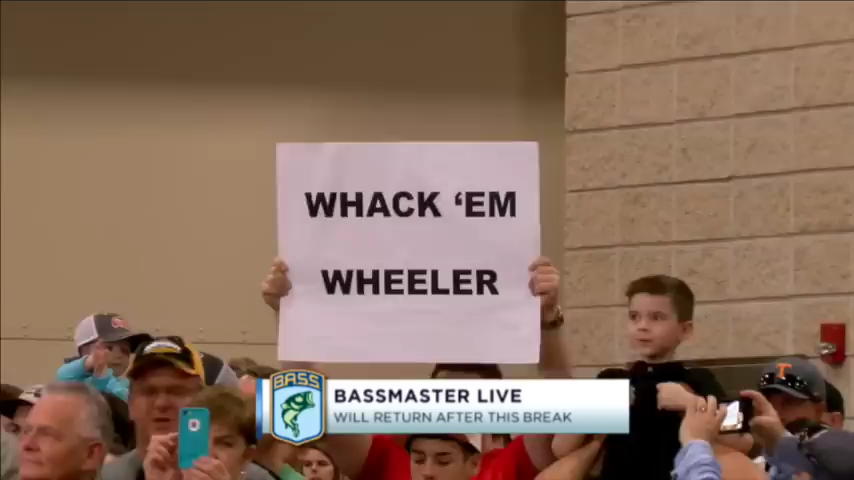 WHACK ‘EM
WHEELER
BASS
BASSMASTER LIVE
WILL RETURN AFTER THIS BREAK
T